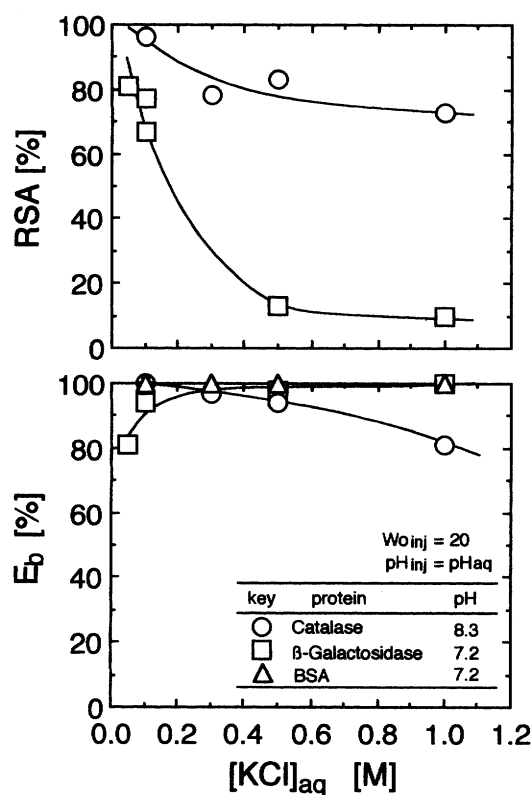 100
80
60
40
20
0
RSA [%]
100
80
60
40
20
0
E_b [%]
Wo_inj = 20
pH_inj = pH_aq
key protein pH
Catalase 8.3
ß-Galactosidase 7.2
BSA 7.2
0.0 0.2 0.4 0.6 0.8 1.0
[KCl]_aq [M]